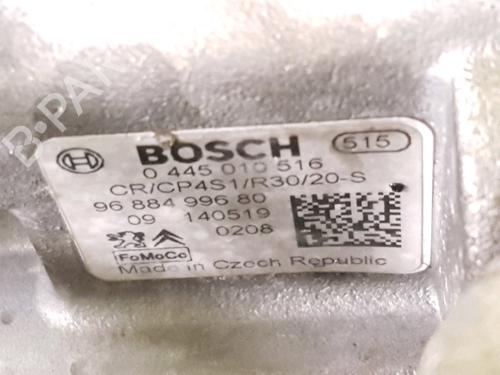 BOSCH 515
0 445 010 516
CR/CP4S1/R30/20-S
96 884 996 80
09 140519
0208
FoMoCo
Made in Czech Republic
B-PARTS